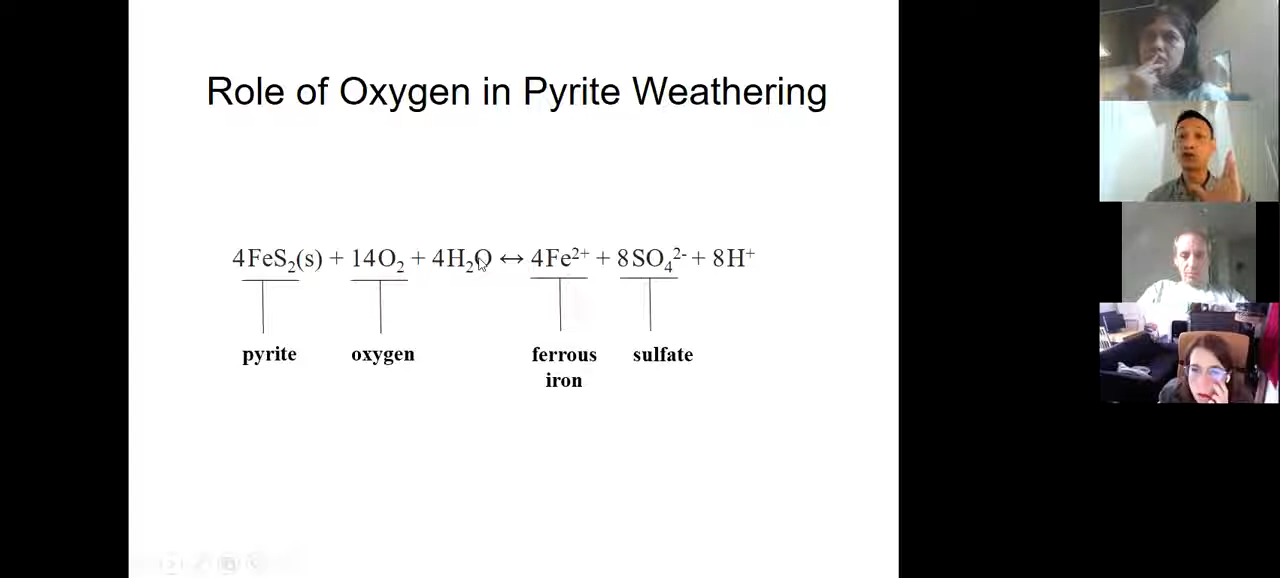 Role of Oxygen in Pyrite Weathering
4FeS₂(s) + 14O₂ + 4H₂O ↔ 4Fe²⁺ + 8SO₄²⁻ + 8H⁺
pyrite oxygen ferrous iron sulfate